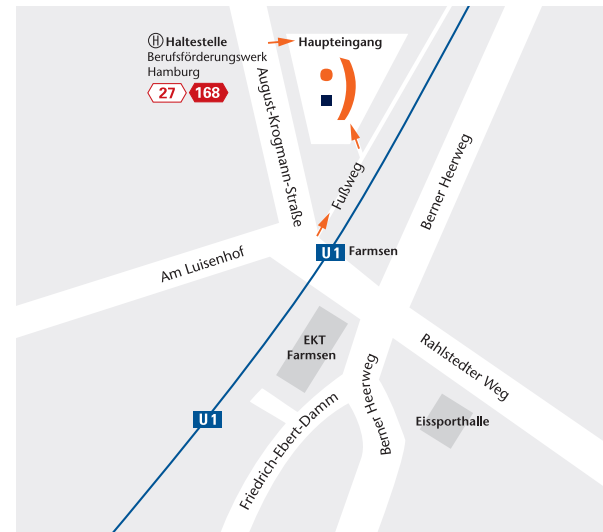 H Haltestelle
Berufsförderungswerk
Hamburg
27 168
Haupteingang
August-Krogmann-Straße
Fußweg
Berner Heerweg
Am Luisenhof
U1 Farmsen
EKT
Farmsen
Rahlstedter Weg
Berner Heerweg
Eissporthalle
U1
Friedrich-Ebert-Damm